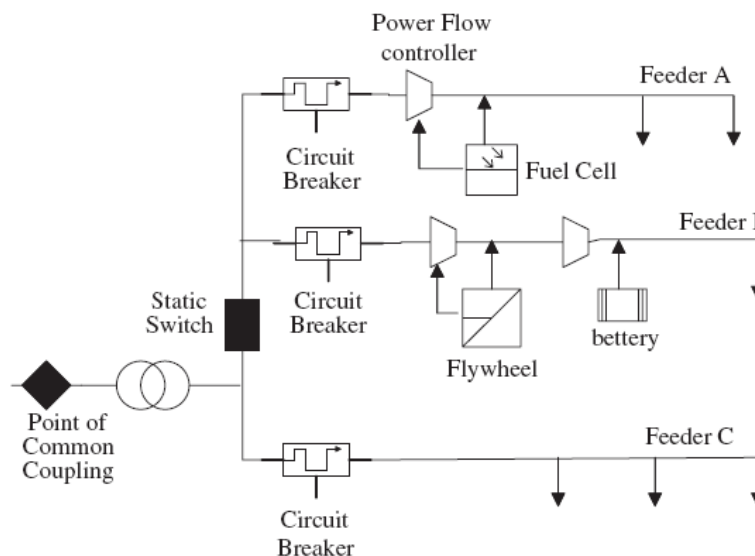 Power Flow
controller
Feeder A
Circuit
Breaker
Fuel Cell
Feeder
Static
Switch
Circuit
Breaker
Flywheel
bettery
Point of
Common
Coupling
Feeder C
Circuit
Breaker